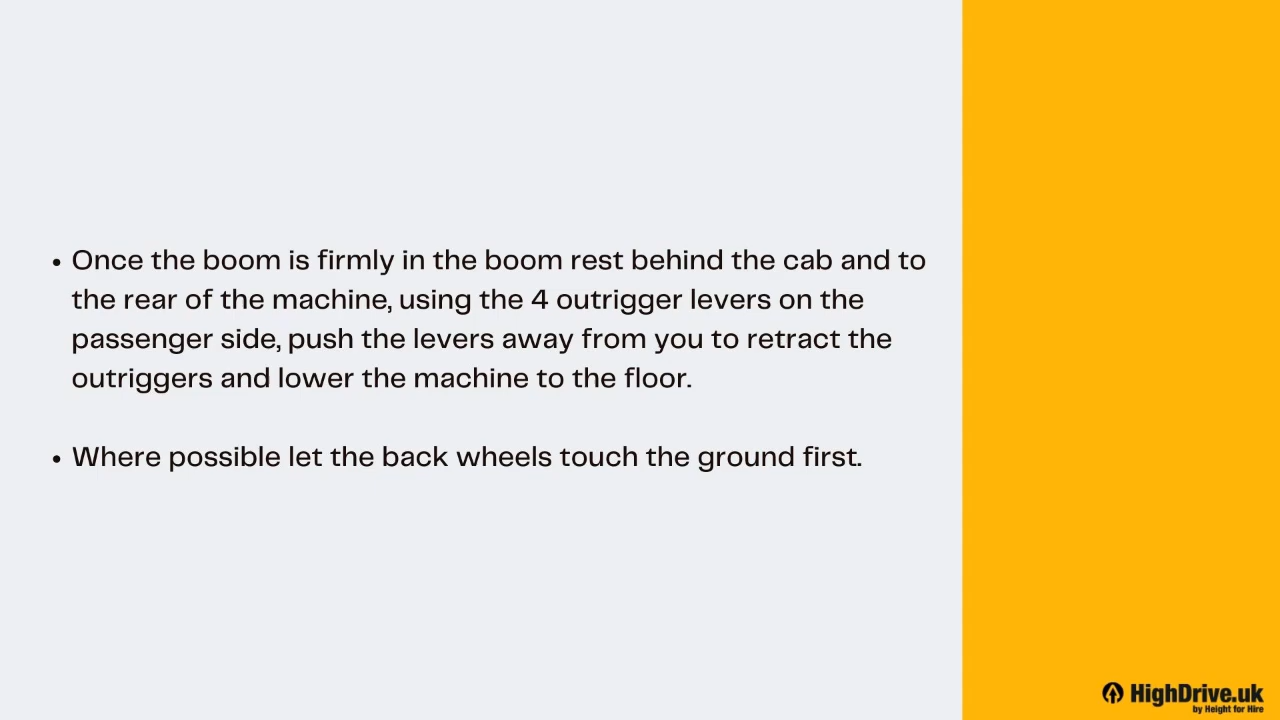 • Once the boom is firmly in the boom rest behind the cab and to
the rear of the machine, using the 4 outrigger levers on the
passenger side, push the levers away from you to retract the
outriggers and lower the machine to the floor.
• Where possible let the back wheels touch the ground first.
HighDrive.uk
by Height for Hire